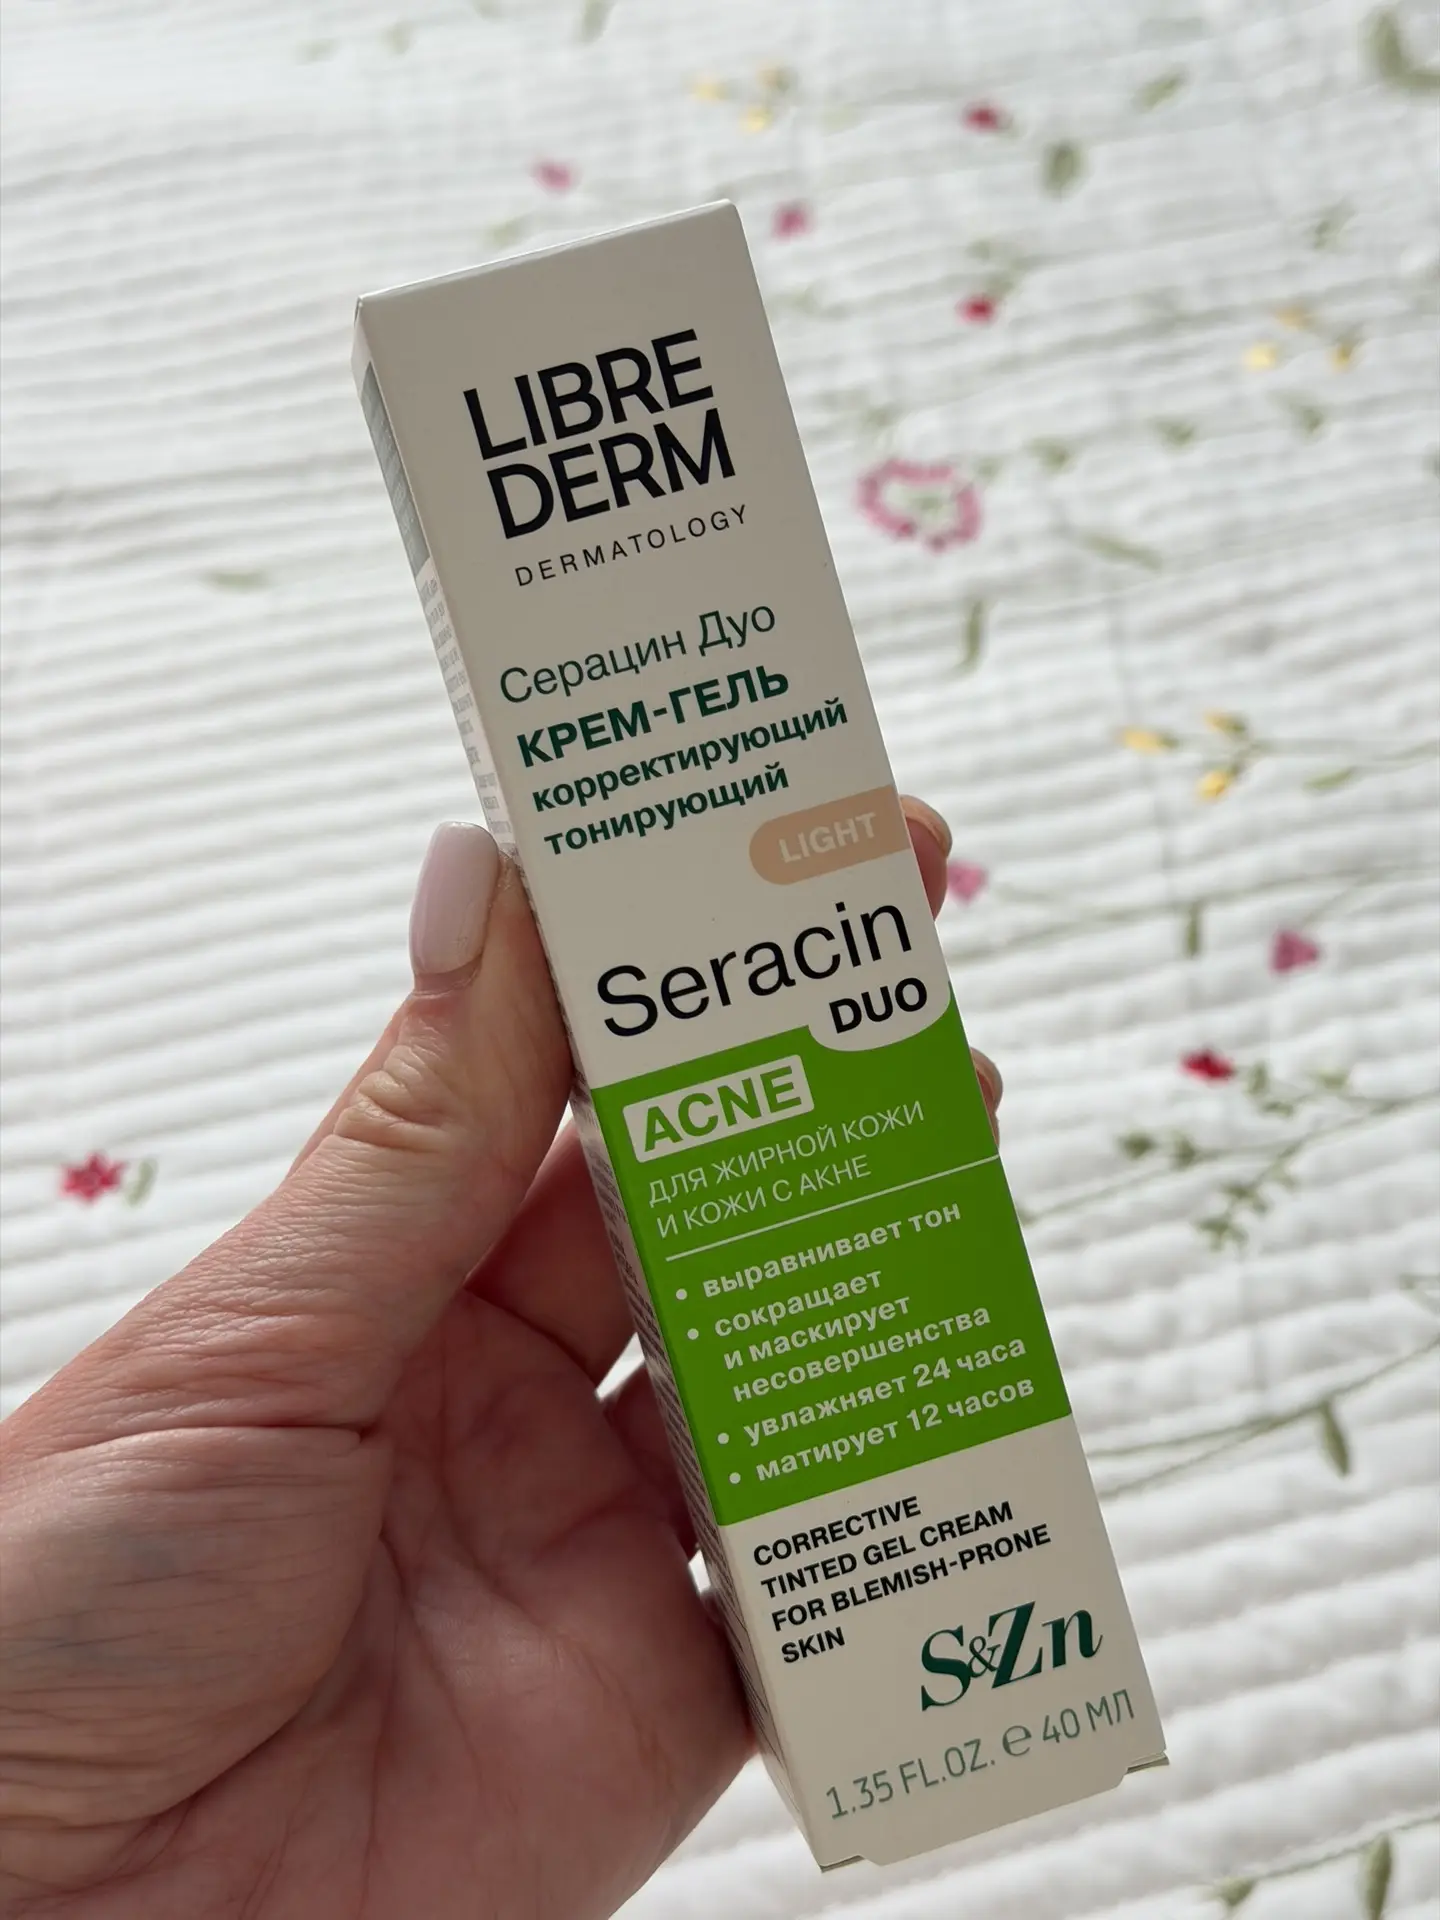 LIBRE
DERM
DERMATOLOGY
Серацин Дуо
КРЕМ-ГЕЛЬ
корректирующий
тонирующий
LIGHT
Seracin
DUO
ACNE
ДЛЯ ЖИРНОЙ КОЖИ
И КОЖИ С АКНЕ
• выравнивает тон
• сокращает
и маскирует
несовершенства
• увлажняет 24 часа
• матирует 12 часов
CORRECTIVE
TINTED GEL CREAM
FOR BLEMISH-PRONE
SKIN
S&Zn
1.35 FL.OZ. ℮ 40 МЛ